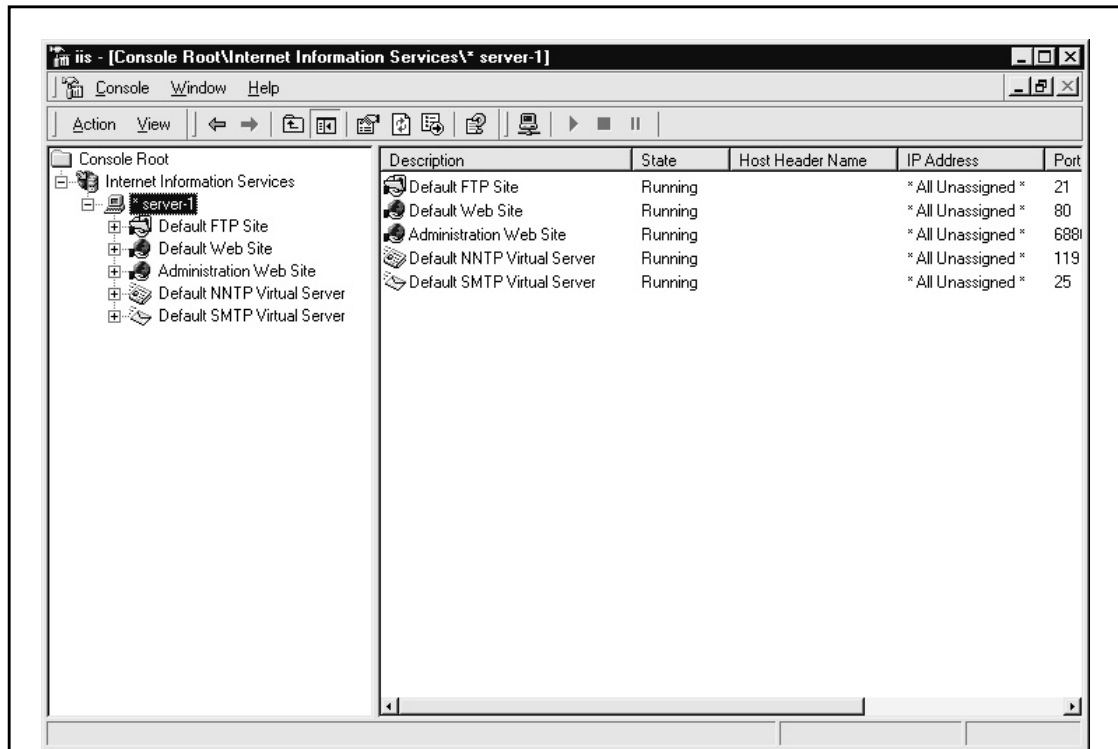 iis - [Console Root\Internet Information Services\* server-1]
Console Window Help
Action View
Console Root
Internet Information Services
* server-1
Default FTP Site
Default Web Site
Administration Web Site
Default NNTP Virtual Server
Default SMTP Virtual Server
Description State Host Header Name IP Address Port
Default FTP Site Running * All Unassigned * 21
Default Web Site Running * All Unassigned * 80
Administration Web Site Running * All Unassigned *
Default NNTP Virtual Server Running * All Unassigned * 119
Default SMTP Virtual Server Running * All Unassigned * 25